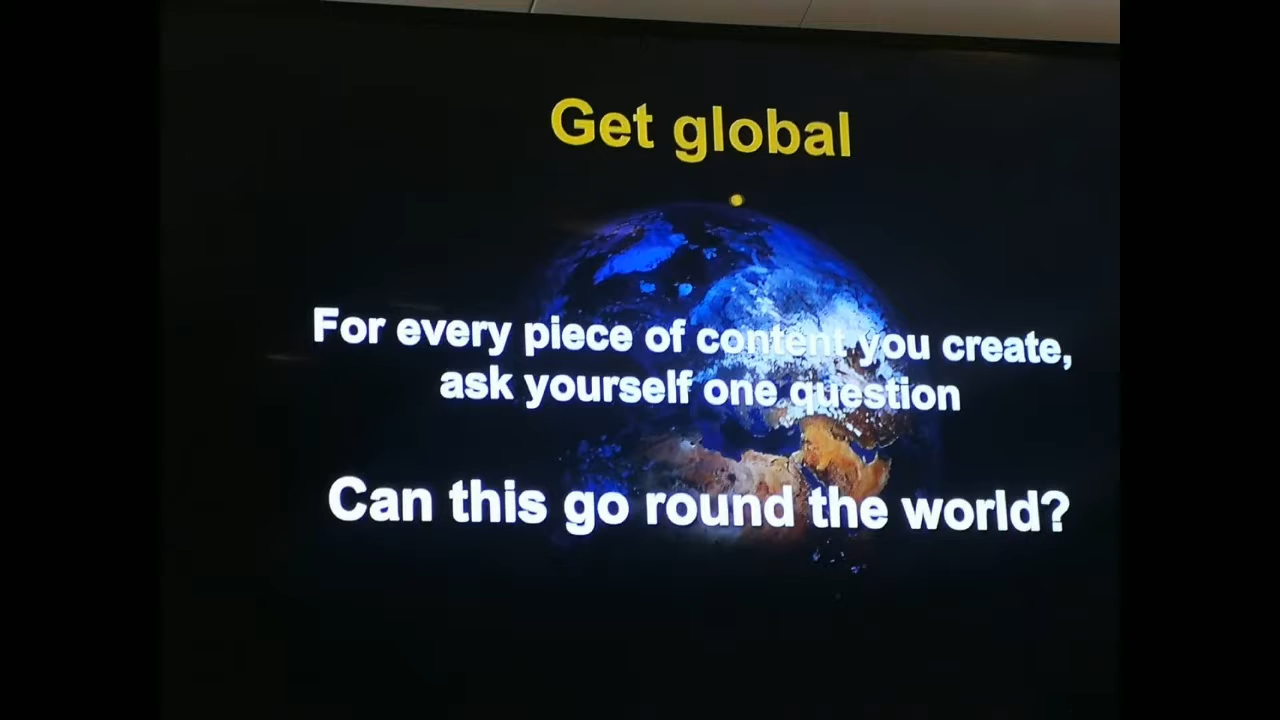 Get global
For every piece of content you create,
ask yourself one question
Can this go round the world?